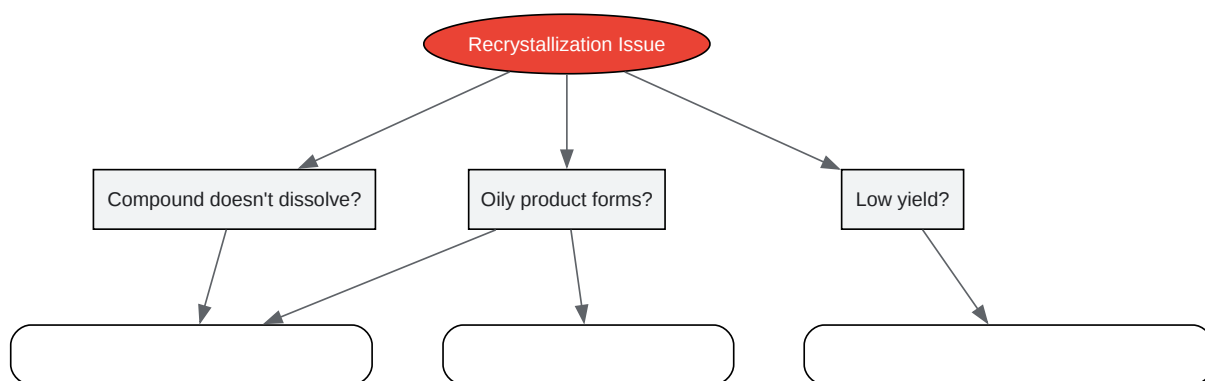 Recrystallization Issue
Compound doesn't dissolve?
Oily product forms?
Low yield?